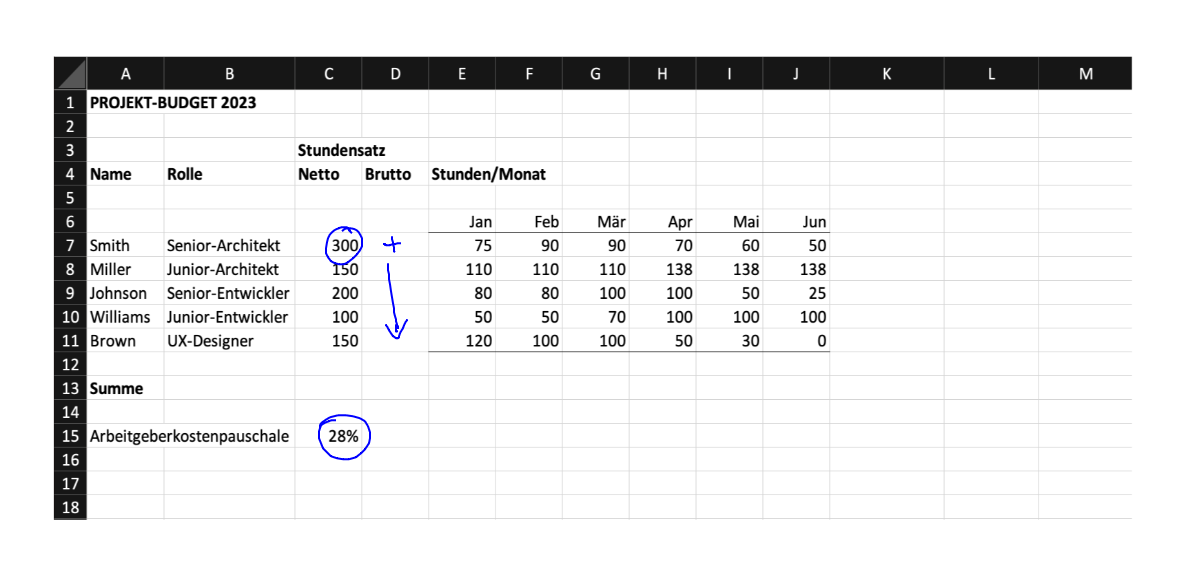 A B C D E F G H I J K L M
1 PROJEKT-BUDGET 2023
2
3 Stundensatz
4 Name Rolle Netto Brutto Stunden/Monat
5
6 Jan Feb Mär Apr Mai Jun
7 Smith Senior-Architekt 300 + 75 90 90 70 60 50
8 Miller Junior-Architekt 150 110 110 110 138 138 138
9 Johnson Senior-Entwickler 200 80 80 100 100 50 25
10 Williams Junior-Entwickler 100 50 50 70 100 100 100
11 Brown UX-Designer 150 120 100 100 50 30 0
12
13 Summe
14
15 Arbeitgeberkostenpauschale 28%
16
17
18